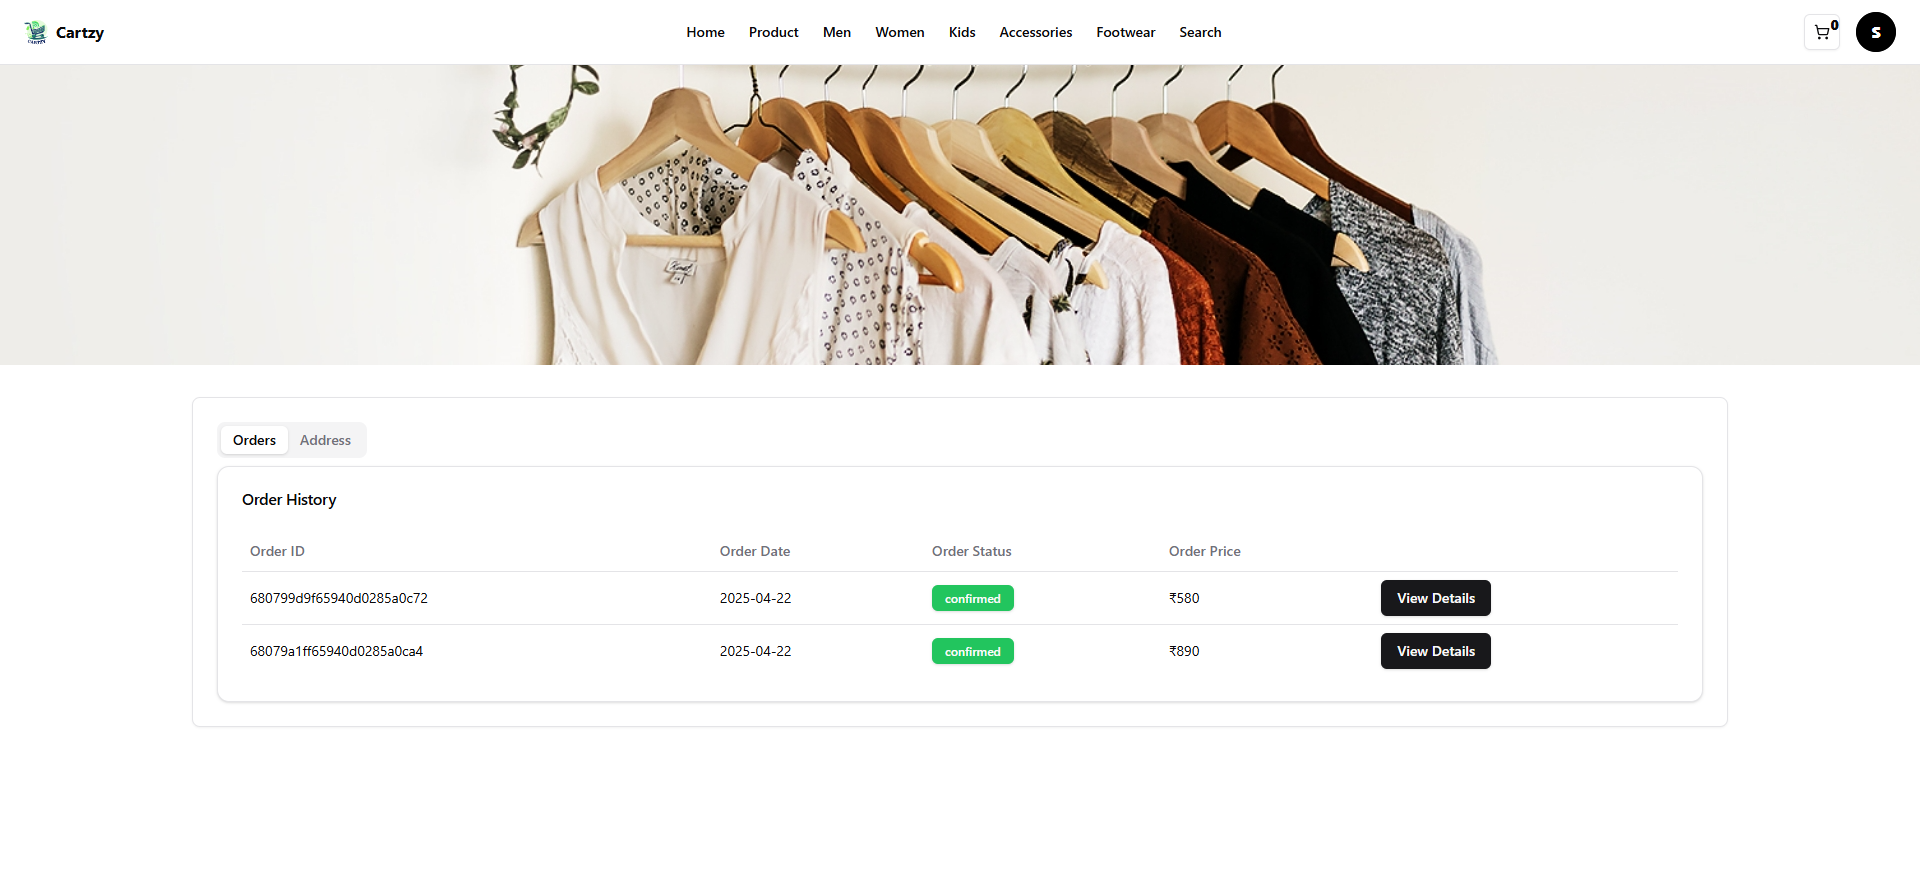 Cartzy
Home Product Men Women Kids Accessories Footwear Search
0
S
Orders Address
Order History
Order ID Order Date Order Status Order Price
680799d9f65940d0285a0c72 2025-04-22 confirmed ₹580 View Details
68079a1ff65940d0285a0ca4 2025-04-22 confirmed ₹890 View Details